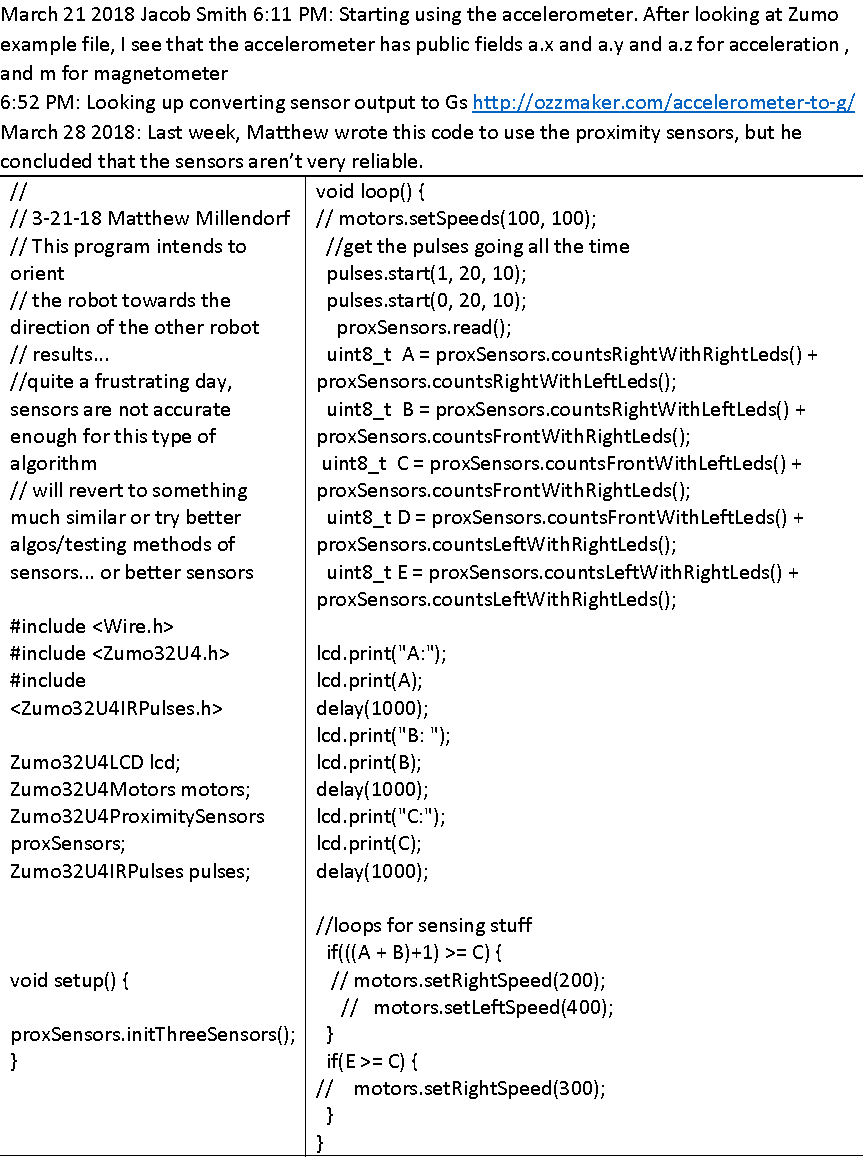 March 21 2018 Jacob Smith 6:11 PM: Starting using the accelerometer. After looking at Zumo
example file, I see that the accelerometer has public fields a.x and a.y and a.z for acceleration ,
and m for magnetometer
6:52 PM: Looking up converting sensor output to Gs http://ozzmaker.com/accelerometer-to-g/
March 28 2018: Last week, Matthew wrote this code to use the proximity sensors, but he
concluded that the sensors aren’t very reliable.
//
// 3-21-18 Matthew Millendorf
// This program intends to
orient
// the robot towards the
direction of the other robot
// results...
//quite a frustrating day,
sensors are not accurate
enough for this type of
algorithm
// will revert to something
much similar or try better
algos/testing methods of
sensors... or better sensors
#include <Wire.h>
#include <Zumo32U4.h>
#include
<Zumo32U4IRPulses.h>
Zumo32U4LCD lcd;
Zumo32U4Motors motors;
Zumo32U4ProximitySensors
proxSensors;
Zumo32U4IRPulses pulses;
void setup() {
proxSensors.initThreeSensors();
}
void loop() {
// motors.setSpeeds(100, 100);
//get the pulses going all the time
pulses.start(1, 20, 10);
pulses.start(0, 20, 10);
proxSensors.read();
uint8_t A = proxSensors.countsRightWithRightLeds() +
proxSensors.countsRightWithLeftLeds();
uint8_t B = proxSensors.countsRightWithLeftLeds() +
proxSensors.countsFrontWithRightLeds();
uint8_t C = proxSensors.countsFrontWithLeftLeds() +
proxSensors.countsFrontWithRightLeds();
uint8_t D = proxSensors.countsFrontWithLeftLeds() +
proxSensors.countsLeftWithRightLeds();
uint8_t E = proxSensors.countsLeftWithRightLeds() +
proxSensors.countsLeftWithRightLeds();
lcd.print("A:");
lcd.print(A);
delay(1000);
lcd.print("B: ");
lcd.print(B);
delay(1000);
lcd.print("C:");
lcd.print(C);
delay(1000);
//loops for sensing stuff
if(((A + B)+1) >= C) {
// motors.setRightSpeed(200);
// motors.setLeftSpeed(400);
}
if(E >= C) {
// motors.setRightSpeed(300);
}
}